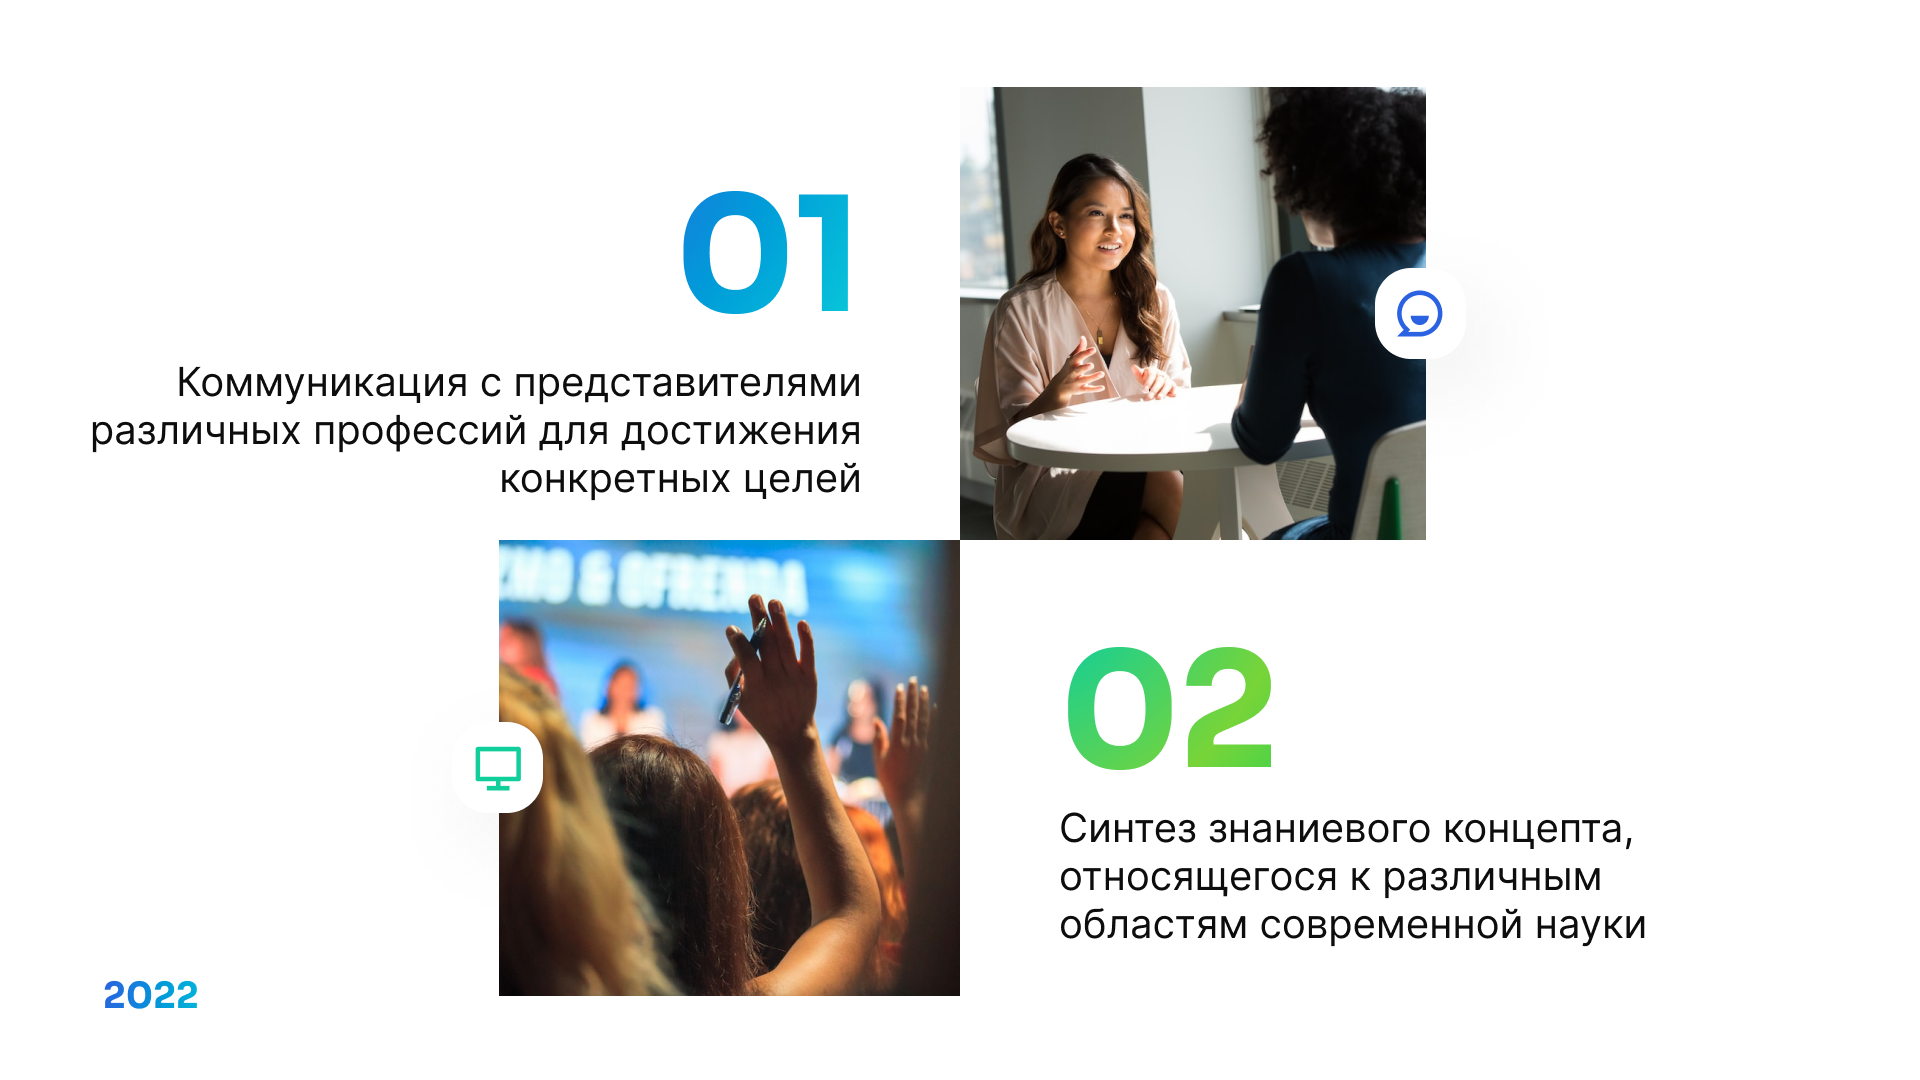 01
Коммуникация с представителями
различных профессий для достижения
конкретных целей
& OFRENDA
02
Синтез знаниевого концепта,
относящегося к различным
областям современной науки
2022